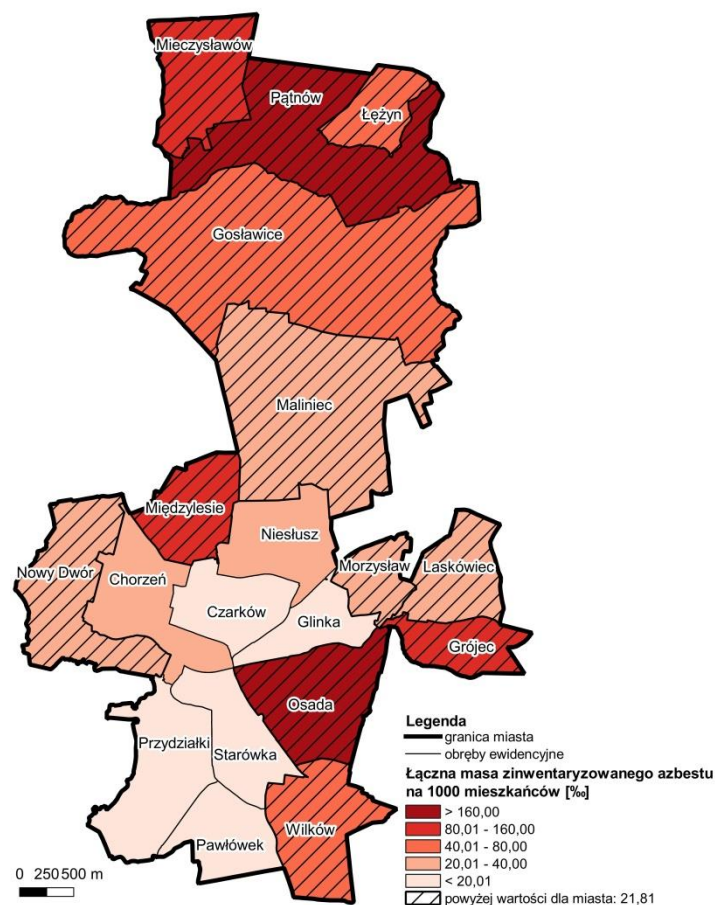 Mieczysławów
Pątnów
Łężyn
Gosławice
Maliniec
Międzylesie
Niesłusz
Nowy Dwór
Chorzeń
Morzysław
Laskówiec
Czarków
Glinka
Grójec
Osada
Przydziałki
Starówka
Wilków
Pawłówek
Legenda
granica miasta
obręby ewidencyjne
Łączna masa zinwentaryzowanego azbestu
na 1000 mieszkańców [‰]
> 160,00
80,01 - 160,00
40,01 - 80,00
20,01 - 40,00
< 20,01
powyżej wartości dla miasta: 21,81
0 250500 m